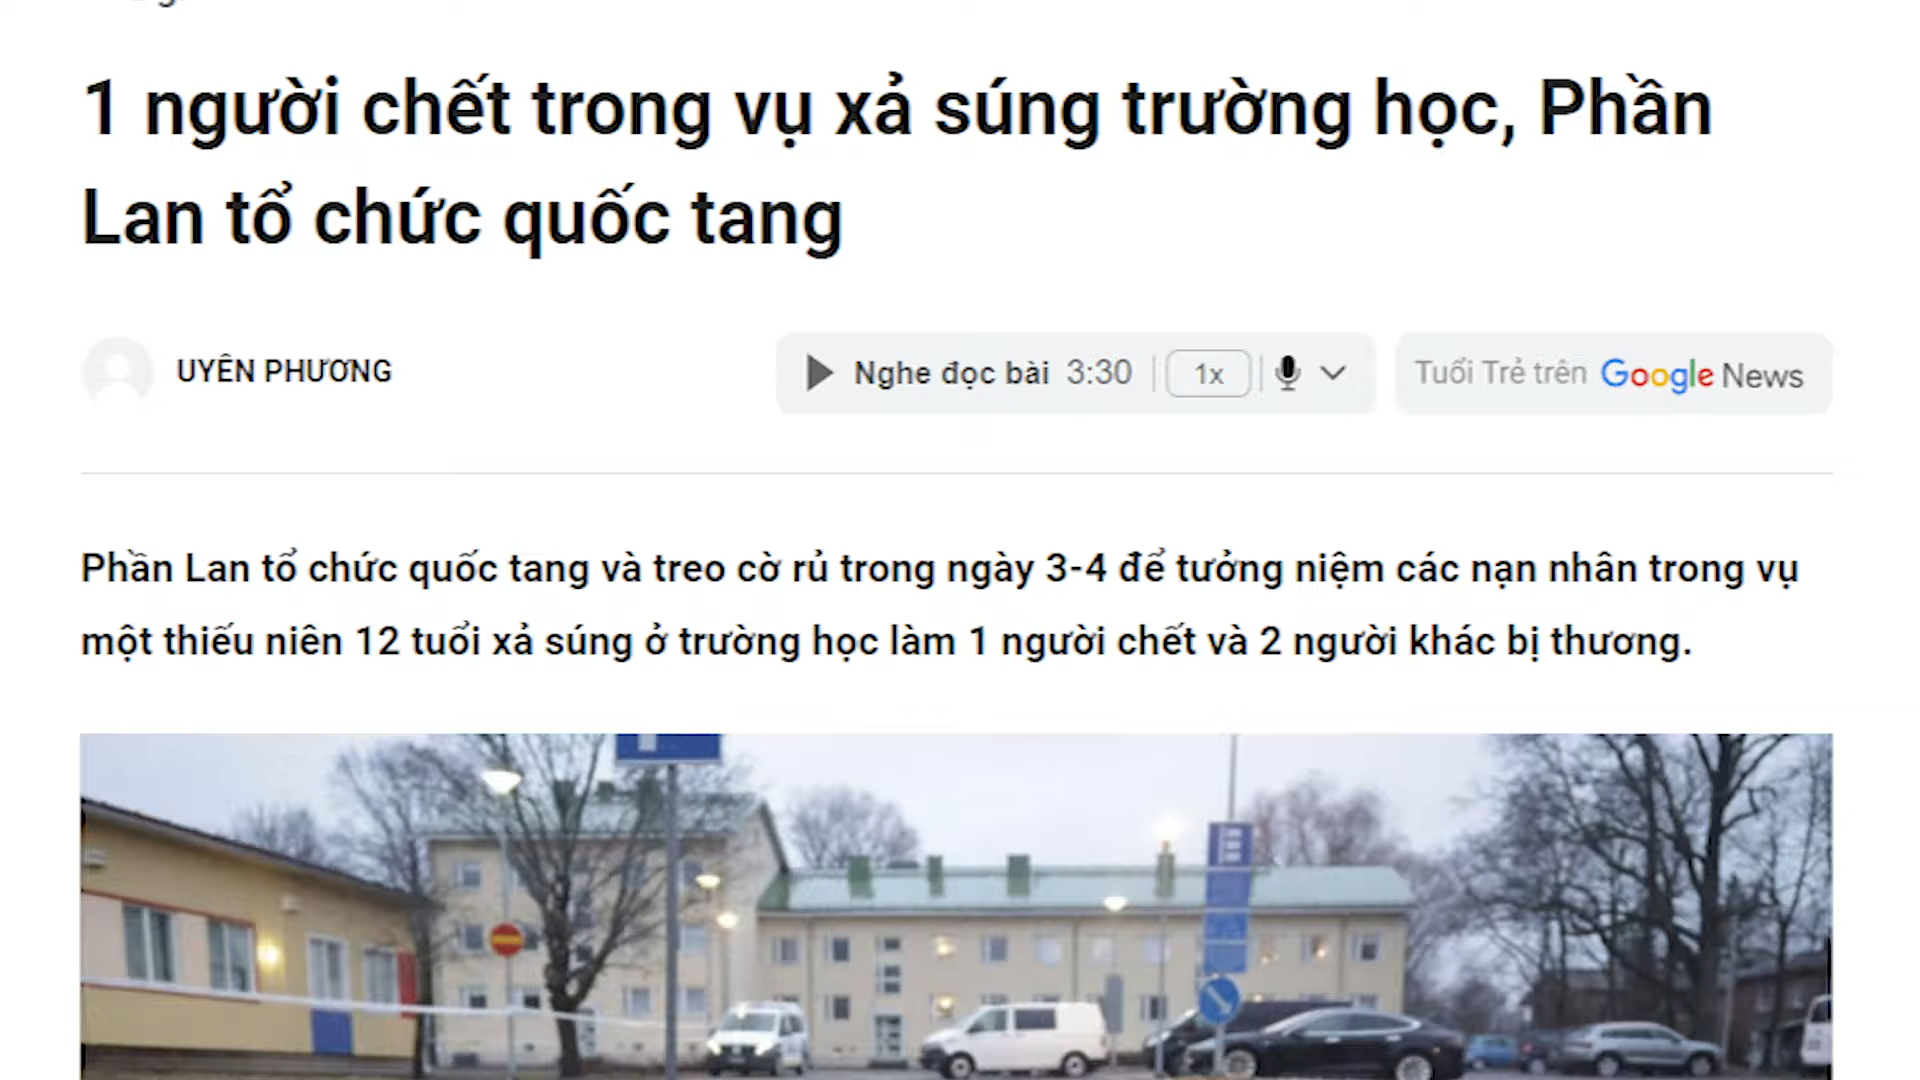 1 người chết trong vụ xả súng trường học, Phần
Lan tổ chức quốc tang
UYÊN PHƯƠNG
Nghe đọc bài 3:30 1x
Tuổi Trẻ trên Google News
Phần Lan tổ chức quốc tang và treo cờ rủ trong ngày 3-4 để tưởng niệm các nạn nhân trong vụ
một thiếu niên 12 tuổi xả súng ở trường học làm 1 người chết và 2 người khác bị thương.